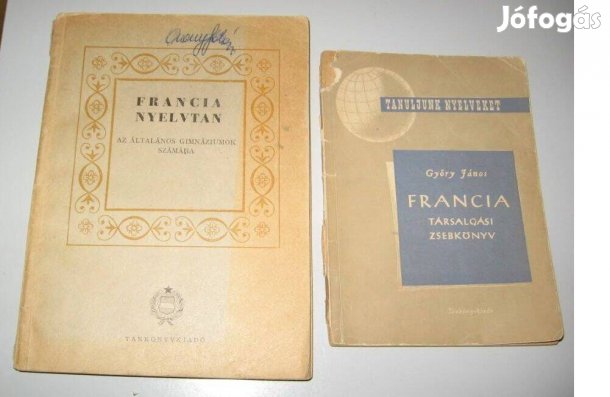 Jófogás
FRANCIA
NYELVTAN
AZ ÁLTALÁNOS GIMNÁZIUMOK
SZÁMÁRA
TANKÖNYVKIADÓ
TANULJUNK NYELVEKET
Győry János
FRANCIA
TÁRSALGÁSI
ZSEBKÖNYV
Tankönyvkiadó